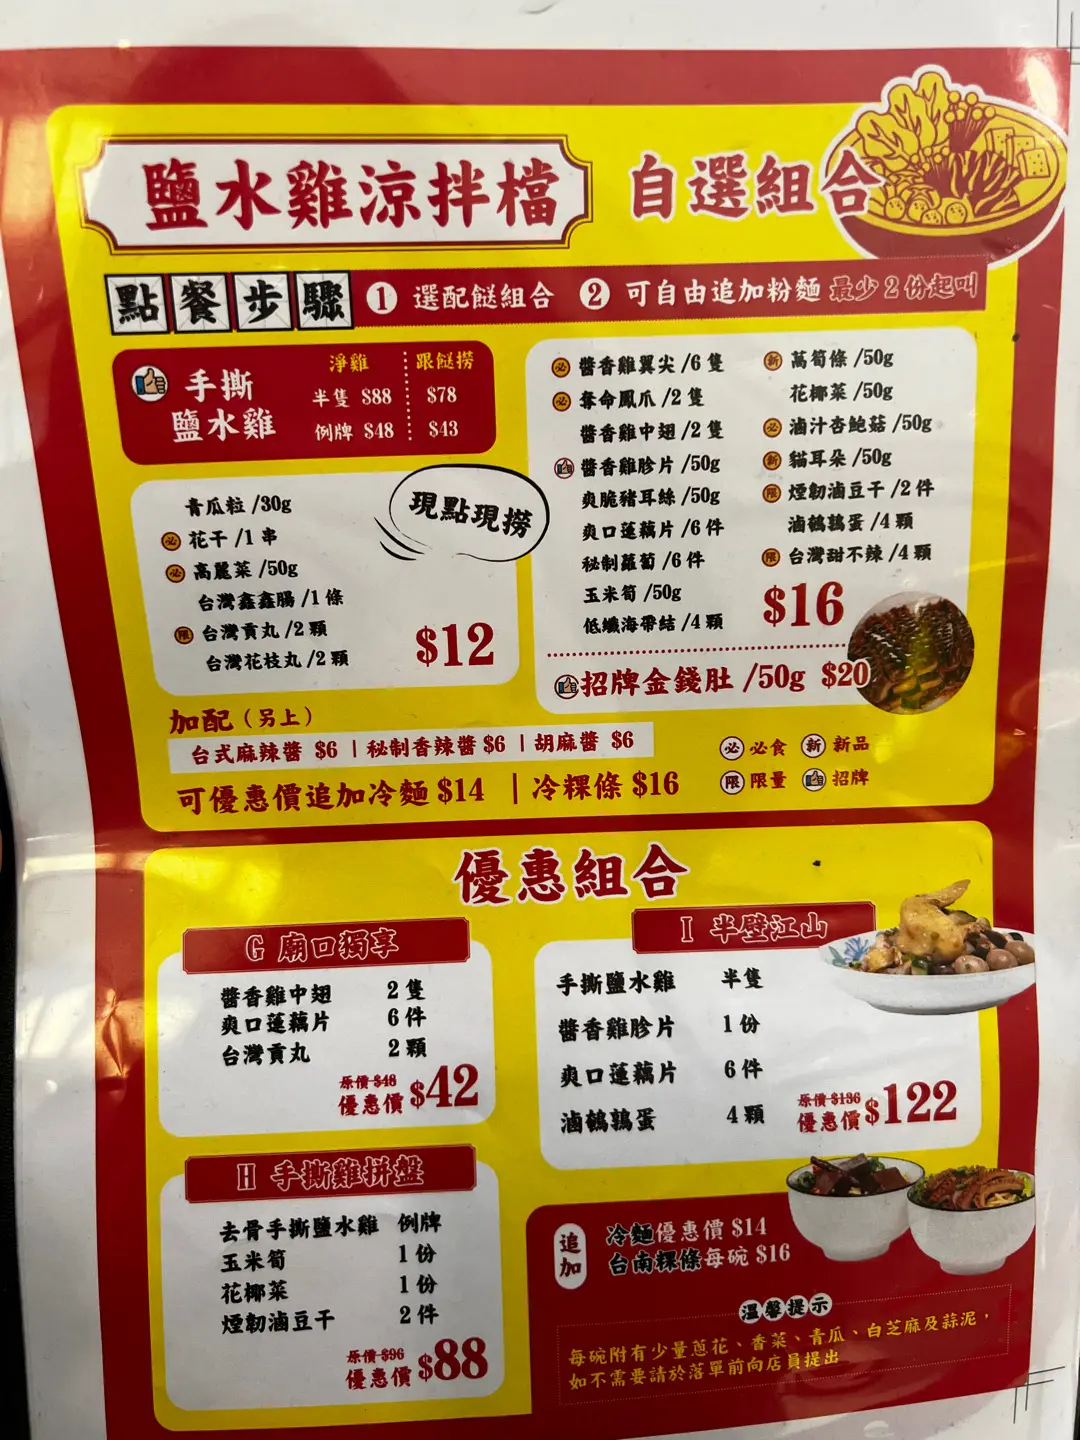 鹽水雞涼拌檔 自選組合
點餐步驟 1 選配餸組合 2 可自由追加粉麵 最少2份起叫
手撕鹽水雞
淨雞 跟餸撈
半隻 $88 $78
例牌 $48 $43
現點現撈
青瓜粒 /30g
必 花干 /1串
必 高麗菜 /50g
台灣鑫鑫腸 /1條
限 台灣貢丸 /2顆
台灣花枝丸 /2顆
$12
必 醬香雞翼尖 /6隻
必 奪命鳳爪 /2隻
醬香雞中翅 /2隻
醬香雞胗片 /50g
爽脆豬耳絲 /50g
爽口蓮藕片 /6件
秘制蘿蔔 /6件
玉米筍 /50g
低纖海帶結 /4顆
新 萵筍條 /50g
花椰菜 /50g
必 滷汁杏鮑菇 /50g
新 貓耳朵 /50g
限 煙韌滷豆干 /2件
滷鵪鶉蛋 /4顆
限 台灣甜不辣 /4顆
$16
招牌金錢肚 /50g $20
加配（另上）
台式麻辣醬 $6 | 秘制香辣醬 $6 | 胡麻醬 $6
可優惠價追加冷麵 $14 | 冷粿條 $16
必 必食 新 新品
限 限量 招牌
優惠組合
G 廟口獨享
醬香雞中翅 2隻
爽口蓮藕片 6件
台灣貢丸 2顆
原價 $48
優惠價 $42
H 手撕雞拼盤
去骨手撕鹽水雞 例牌
玉米筍 1份
花椰菜 1份
煙韌滷豆干 2件
原價 $96
優惠價 $88
I 半壁江山
手撕鹽水雞 半隻
醬香雞胗片 1份
爽口蓮藕片 6件
滷鵪鶉蛋 4顆
原價 $136
優惠價 $122
追加
冷麵優惠價 $14
台南粿條每碗 $16
溫馨提示
每碗附有少量蔥花、香菜、青瓜、白芝麻及蒜泥，
如不需要請於落單前向店員提出